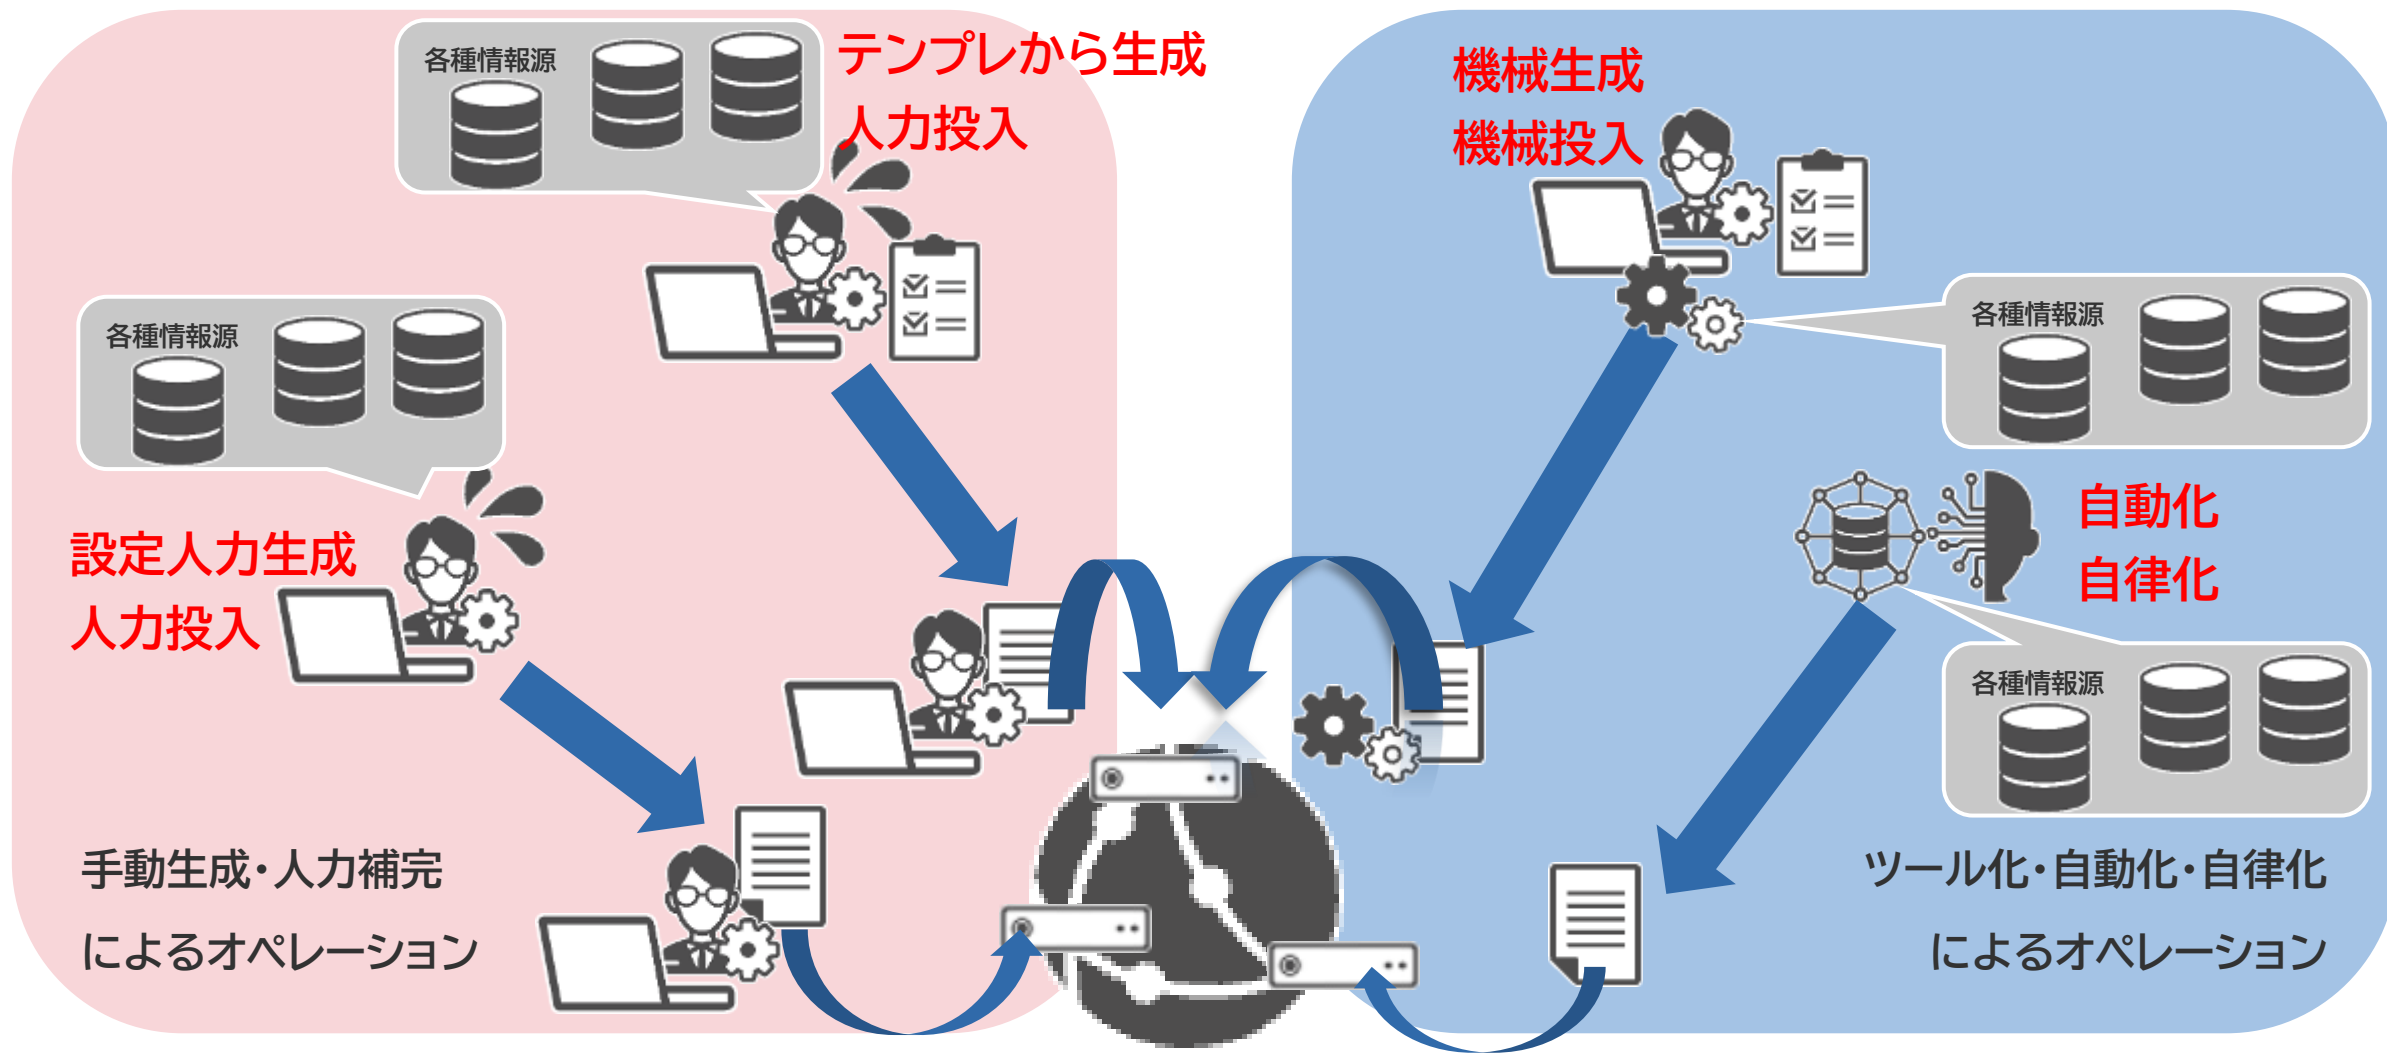 各種情報源
テンプレから生成
人力投入
各種情報源
設定人力生成
人力投入
手動生成・人力補完
によるオペレーション
機械生成
機械投入
各種情報源
自動化
自律化
各種情報源
ツール化・自動化・自律化
によるオペレーション